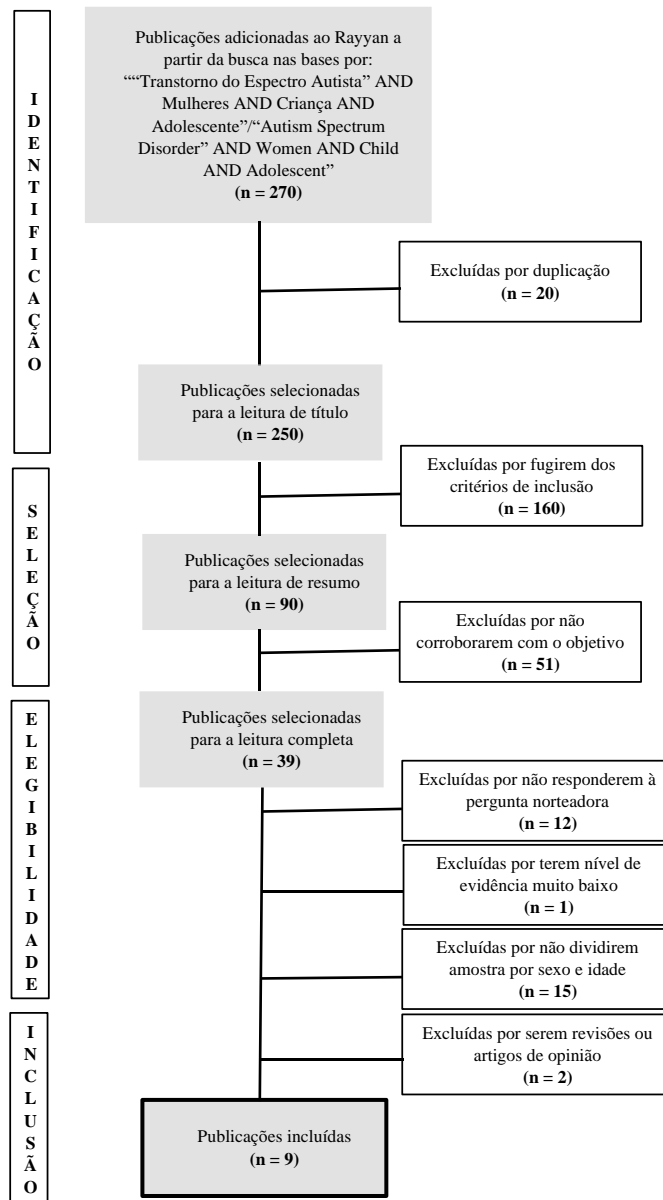 IDENTIFICAÇÃO
Publicações adicionadas ao Rayyan a
partir da busca nas bases por:
““Transtorno do Espectro Autista” AND
Mulheres AND Criança AND
Adolescente”/“Autism Spectrum
Disorder” AND Women AND Child
AND Adolescent”
(n = 270)
Excluídas por duplicação
(n = 20)
Publicações selecionadas
para a leitura de título
(n = 250)
SELEÇÃO
Excluídas por fugirem dos
critérios de inclusão
(n = 160)
Publicações selecionadas
para a leitura de resumo
(n = 90)
Excluídas por não
corroborarem com o objetivo
(n = 51)
ELEGIBILIDADE
Publicações selecionadas
para a leitura completa
(n = 39)
Excluídas por não responderem à
pergunta norteadora
(n = 12)
Excluídas por terem nível de
evidência muito baixo
(n = 1)
Excluídas por não dividirem
amostra por sexo e idade
(n = 15)
INCLUSÃO
Excluídas por serem revisões ou
artigos de opinião
(n = 2)
Publicações incluídas
(n = 9)